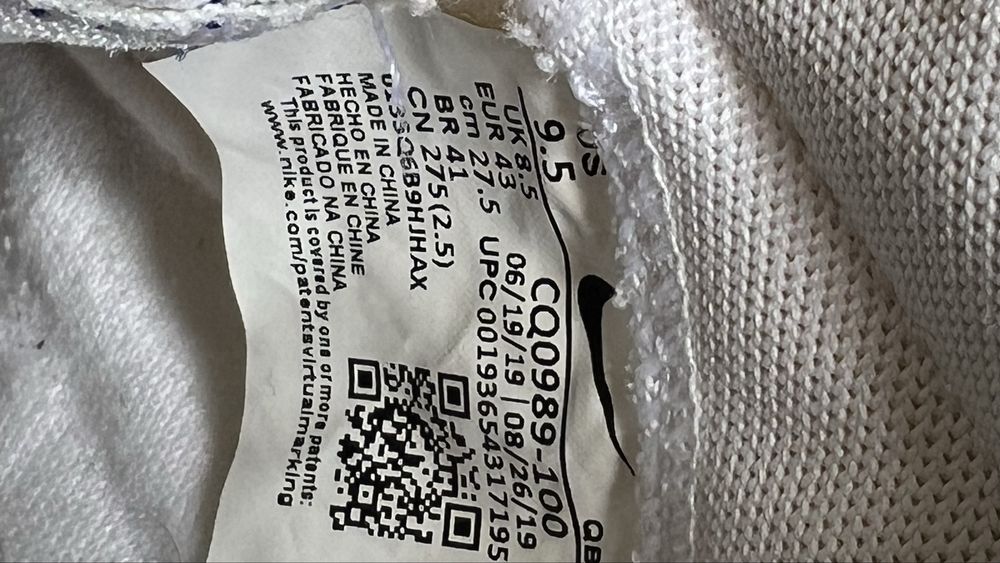 US
9.5
UK 8.5
EUR 43
cm 27.5
BR 41
CN 275(2.5)
MADE IN CHINA
HECHO EN CHINA
FABRIQUE EN CHINE
FABRICADO NA CHINA
This product is covered by one or more patents:
www.nike.com/patentsvirtualmarking
CQ0989-100
06/19/19 | 08/26/19
UPC 00193654317195
QB